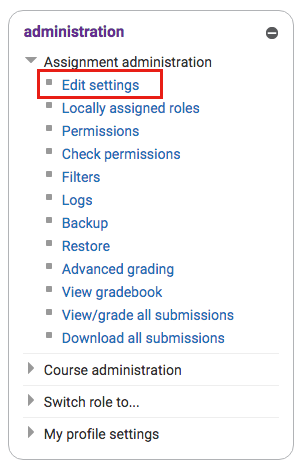 administration
Assignment administration
Edit settings
Locally assigned roles
Permissions
Check permissions
Filters
Logs
Backup
Restore
Advanced grading
View gradebook
View/grade all submissions
Download all submissions
Course administration
Switch role to...
My profile settings